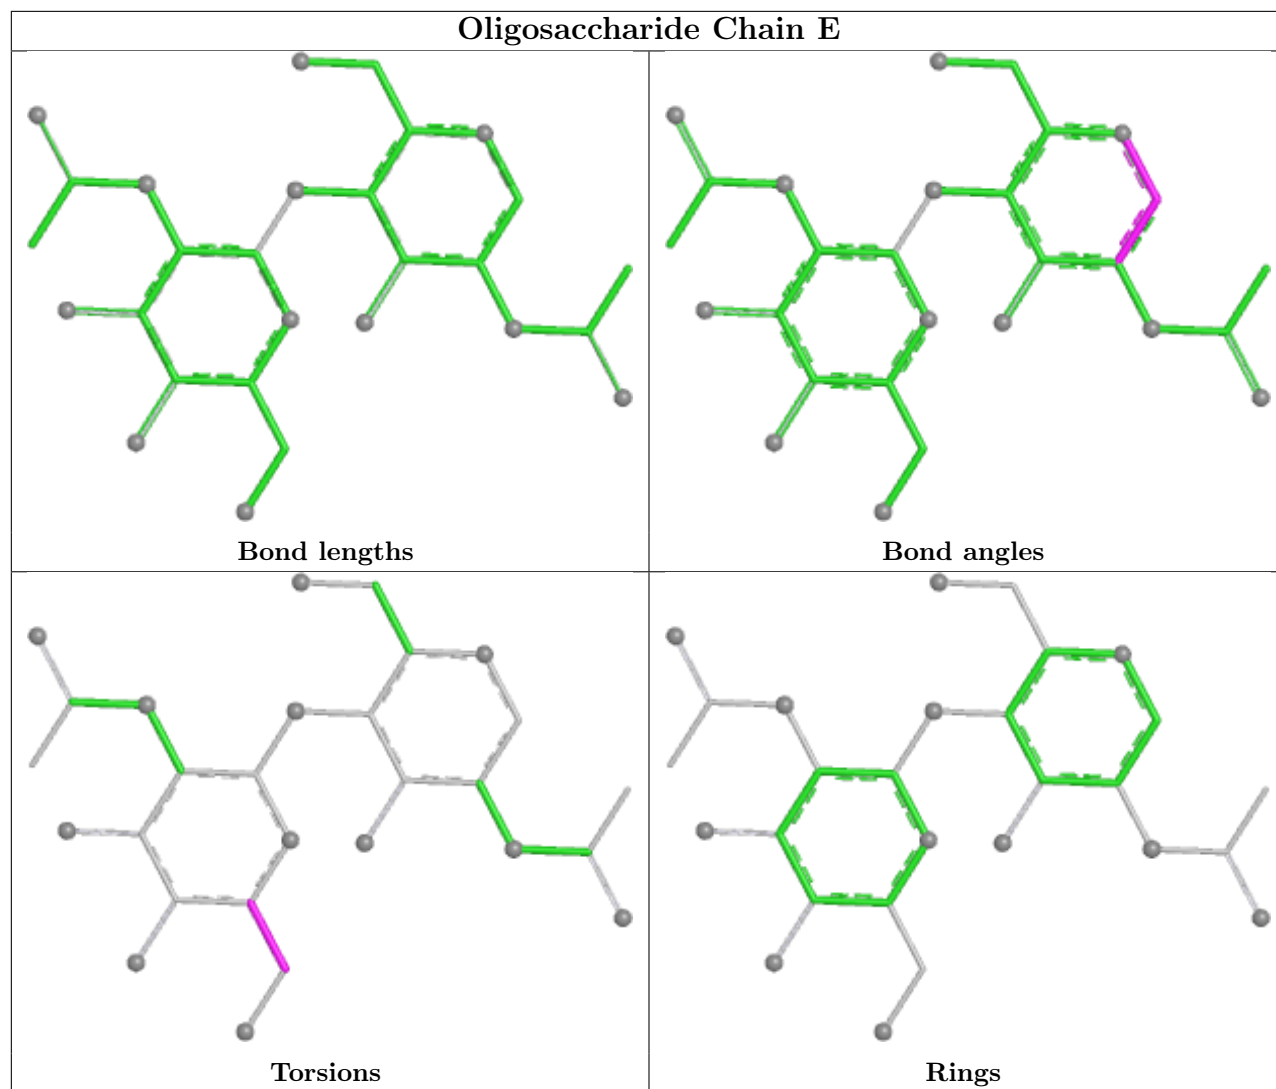 Oligosaccharide Chain E
Bond lengths
Bond angles
Torsions
Rings